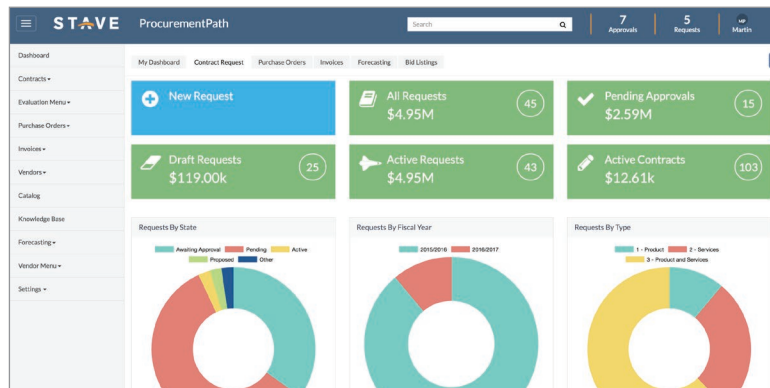 STAVE ProcurementPath Search 7 Approvals 5 Requests MP Martin
Dashboard
Contracts
Evaluation Menu
Purchase Orders
Invoices
Vendors
Catalog
Knowledge Base
Forecasting
Vendor Menu
Settings
My Dashboard Contract Request Purchase Orders Invoices Forecasting Bid Listings
New Request
All Requests
$4.95M
45
Pending Approvals
$2.59M
15
Draft Requests
$119.00k
25
Active Requests
$4.95M
43
Active Contracts
$12.61k
103
Requests By State
Awaiting Approval Pending Active
Proposed Other
Requests By Fiscal Year
2015/2016 2016/2017
Requests By Type
1 - Product 2 - Services
3 - Product and Services